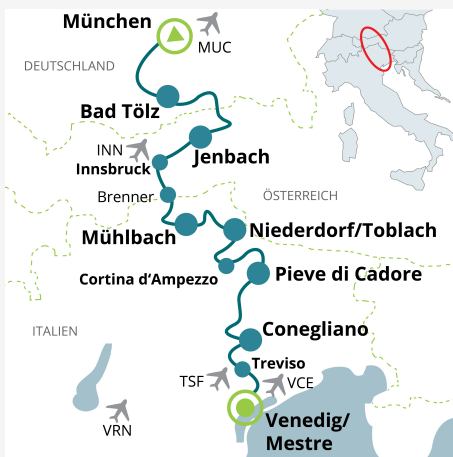 München
MUC
DEUTSCHLAND
Bad Tölz
INN
Jenbach
Innsbruck
Brenner
ÖSTERREICH
Mühlbach
Niederdorf/Toblach
Cortina d’Ampezzo
Pieve di Cadore
ITALIEN
Conegliano
Treviso
TSF
VCE
VRN
Venedig/
Mestre